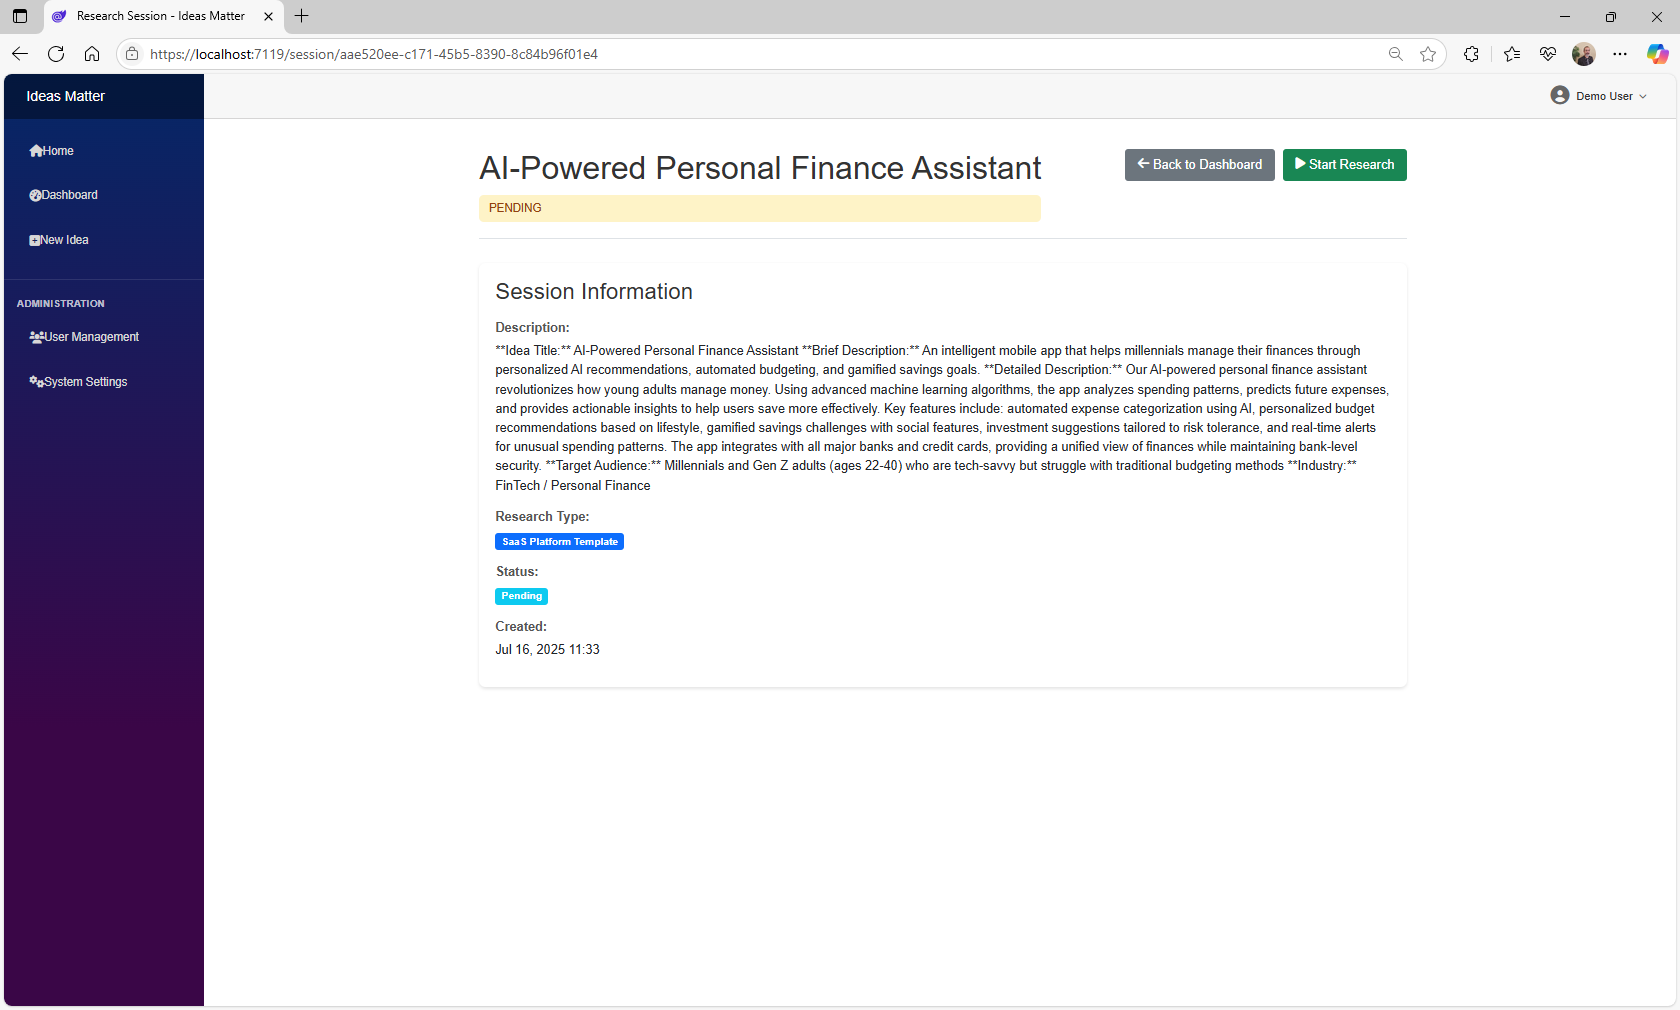 Research Session - Ideas Matter
https://localhost:7119/session/aae520ee-c171-45b5-8390-8c84b96f01e4
Ideas Matter
Demo User
Home
Dashboard
New Idea
ADMINISTRATION
User Management
System Settings
AI-Powered Personal Finance Assistant
Back to Dashboard
Start Research
PENDING
Session Information
Description:
**Idea Title:** AI-Powered Personal Finance Assistant **Brief Description:** An intelligent mobile app that helps millennials manage their finances through
personalized AI recommendations, automated budgeting, and gamified savings goals. **Detailed Description:** Our AI-powered personal finance assistant
revolutionizes how young adults manage money. Using advanced machine learning algorithms, the app analyzes spending patterns, predicts future expenses,
and provides actionable insights to help users save more effectively. Key features include: automated expense categorization using AI, personalized budget
recommendations based on lifestyle, gamified savings challenges with social features, investment suggestions tailored to risk tolerance, and real-time alerts
for unusual spending patterns. The app integrates with all major banks and credit cards, providing a unified view of finances while maintaining bank-level
security. **Target Audience:** Millennials and Gen Z adults (ages 22-40) who are tech-savvy but struggle with traditional budgeting methods **Industry:**
FinTech / Personal Finance
Research Type:
SaaS Platform Template
Status:
Pending
Created:
Jul 16, 2025 11:33